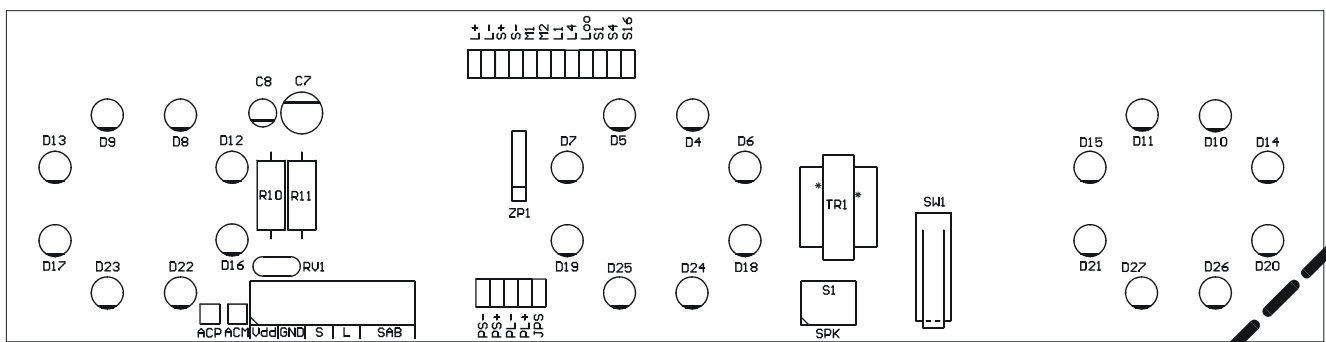 L+ L- S+ S- M1 M2 L1 L4 Loo S1 S4 S16
C8 C7
D13 D9 D8 D12 D7 D5 D4 D6 D15 D11 D10 D14
R10 R11 ZP1 * TR1 * SW1
D17 D23 D22 D16 RV1 D19 D25 D24 D18 D21 D27 D26 D20
S1
ACP ACM Vdd GND S L SAB PS- PS+ PL- PL+ JPS SPK